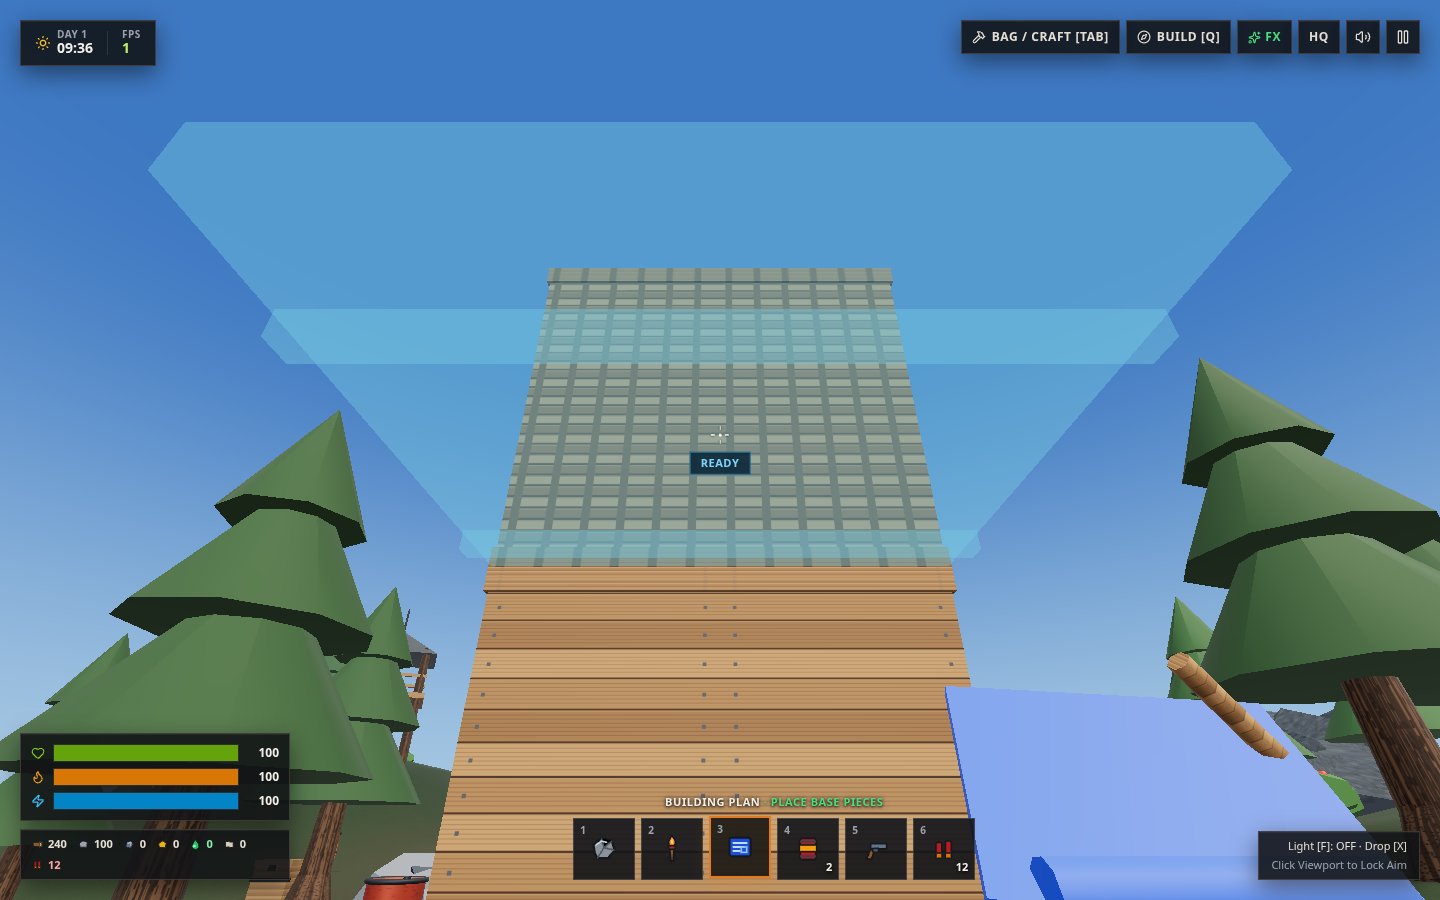 DAY 1
09:36
FPS
1
BAG / CRAFT [TAB]
BUILD [Q]
FX
HQ
READY
100
100
100
240 100 0 0 0 0
12
BUILDING PLAN · PLACE BASE PIECES
1
2
3
4
2
5
6
12
Light [F]: OFF · Drop [X]
Click Viewport to Lock Aim